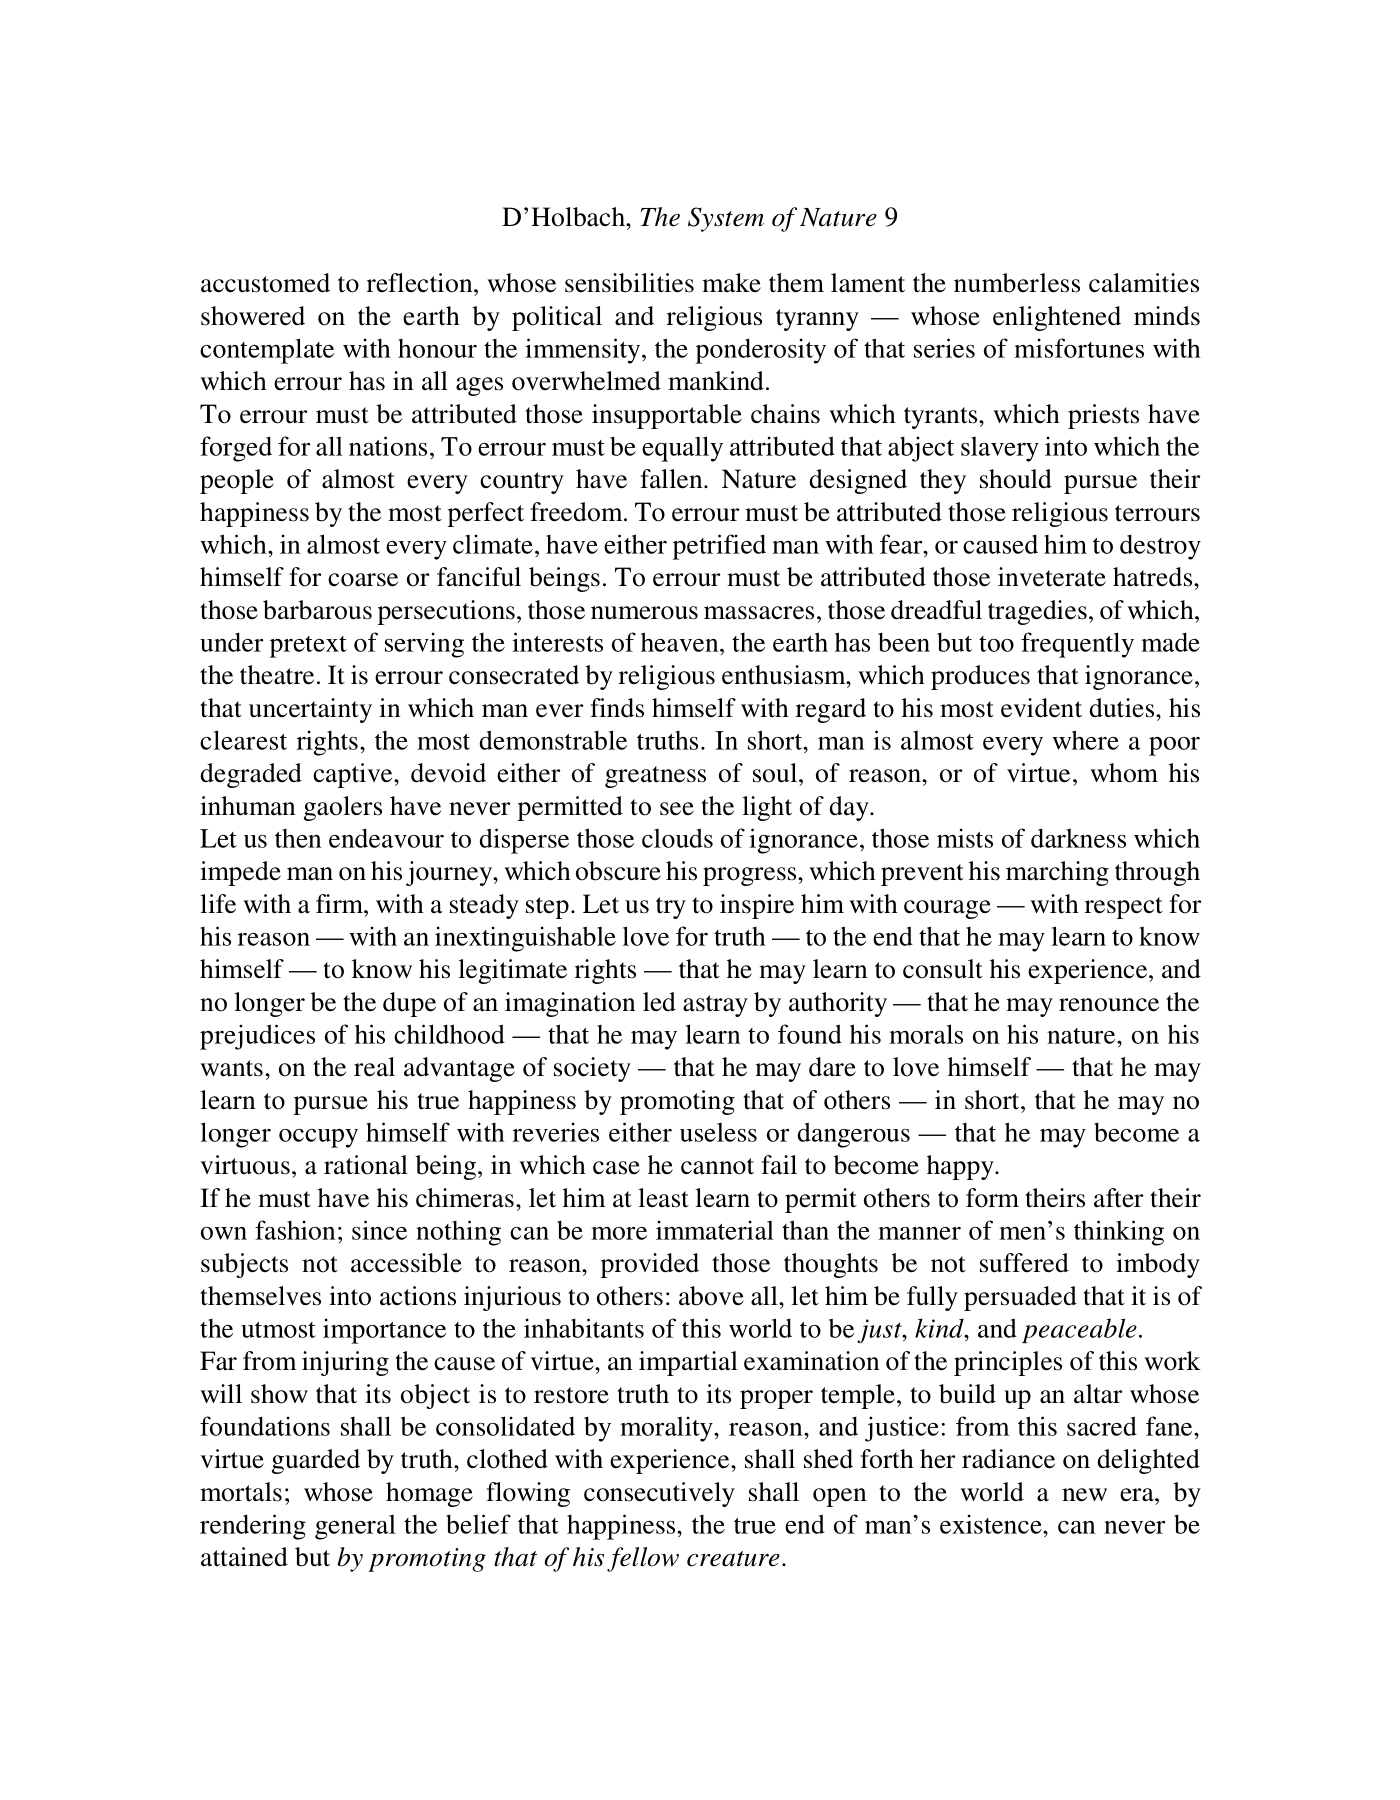 D’Holbach, The System of Nature 9
accustomed to reflection, whose sensibilities make them lament the numberless calamities
showered on the earth by political and religious tyranny — whose enlightened minds
contemplate with honour the immensity, the ponderosity of that series of misfortunes with
which errour has in all ages overwhelmed mankind.
To errour must be attributed those insupportable chains which tyrants, which priests have
forged for all nations, To errour must be equally attributed that abject slavery into which the
people of almost every country have fallen. Nature designed they should pursue their
happiness by the most perfect freedom. To errour must be attributed those religious terrours
which, in almost every climate, have either petrified man with fear, or caused him to destroy
himself for coarse or fanciful beings. To errour must be attributed those inveterate hatreds,
those barbarous persecutions, those numerous massacres, those dreadful tragedies, of which,
under pretext of serving the interests of heaven, the earth has been but too frequently made
the theatre. It is errour consecrated by religious enthusiasm, which produces that ignorance,
that uncertainty in which man ever finds himself with regard to his most evident duties, his
clearest rights, the most demonstrable truths. In short, man is almost every where a poor
degraded captive, devoid either of greatness of soul, of reason, or of virtue, whom his
inhuman gaolers have never permitted to see the light of day.
Let us then endeavour to disperse those clouds of ignorance, those mists of darkness which
impede man on his journey, which obscure his progress, which prevent his marching through
life with a firm, with a steady step. Let us try to inspire him with courage — with respect for
his reason — with an inextinguishable love for truth — to the end that he may learn to know
himself — to know his legitimate rights — that he may learn to consult his experience, and
no longer be the dupe of an imagination led astray by authority — that he may renounce the
prejudices of his childhood — that he may learn to found his morals on his nature, on his
wants, on the real advantage of society — that he may dare to love himself — that he may
learn to pursue his true happiness by promoting that of others — in short, that he may no
longer occupy himself with reveries either useless or dangerous — that he may become a
virtuous, a rational being, in which case he cannot fail to become happy.
If he must have his chimeras, let him at least learn to permit others to form theirs after their
own fashion; since nothing can be more immaterial than the manner of men’s thinking on
subjects not accessible to reason, provided those thoughts be not suffered to imbody
themselves into actions injurious to others: above all, let him be fully persuaded that it is of
the utmost importance to the inhabitants of this world to be just, kind, and peaceable.
Far from injuring the cause of virtue, an impartial examination of the principles of this work
will show that its object is to restore truth to its proper temple, to build up an altar whose
foundations shall be consolidated by morality, reason, and justice: from this sacred fane,
virtue guarded by truth, clothed with experience, shall shed forth her radiance on delighted
mortals; whose homage flowing consecutively shall open to the world a new era, by
rendering general the belief that happiness, the true end of man’s existence, can never be
attained but by promoting that of his fellow creature.